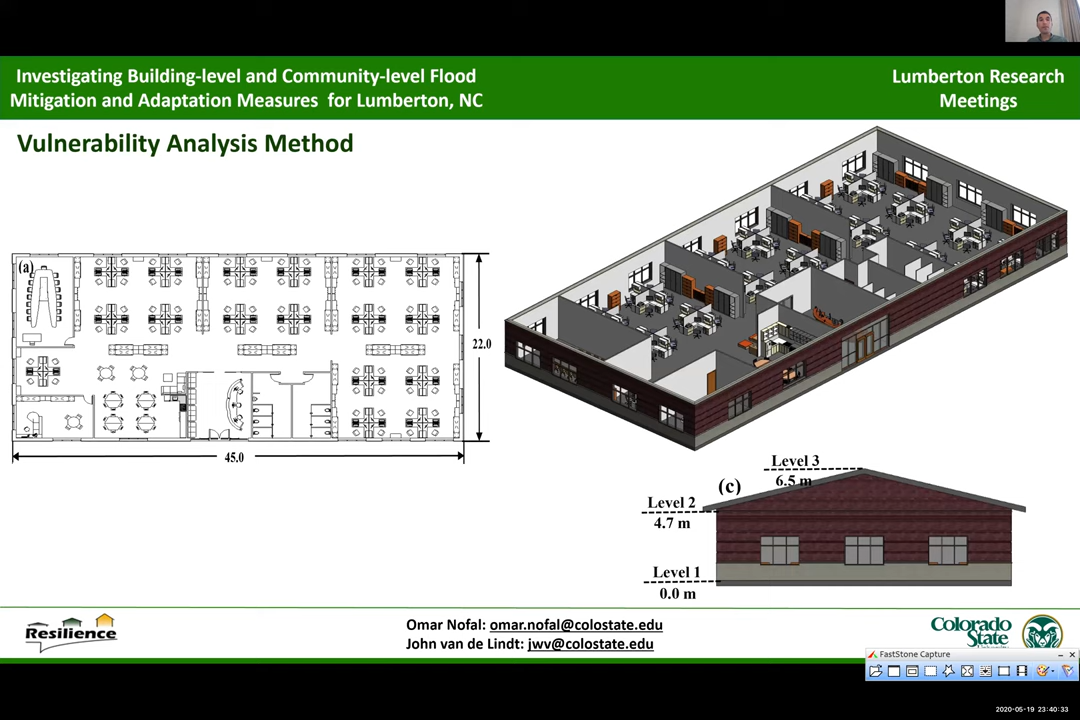 Investigating Building-level and Community-level Flood
Mitigation and Adaptation Measures for Lumberton, NC
Lumberton Research
Meetings
Vulnerability Analysis Method
(a)
22.0
45.0
Level 3
6.5 m
(c)
Level 2
4.7 m
Level 1
0.0 m
Resilience
Omar Nofal: omar.nofal@colostate.edu
John van de Lindt: jwv@colostate.edu
Colorado
State
FastStone Capture
2020-05-19 23:40:33